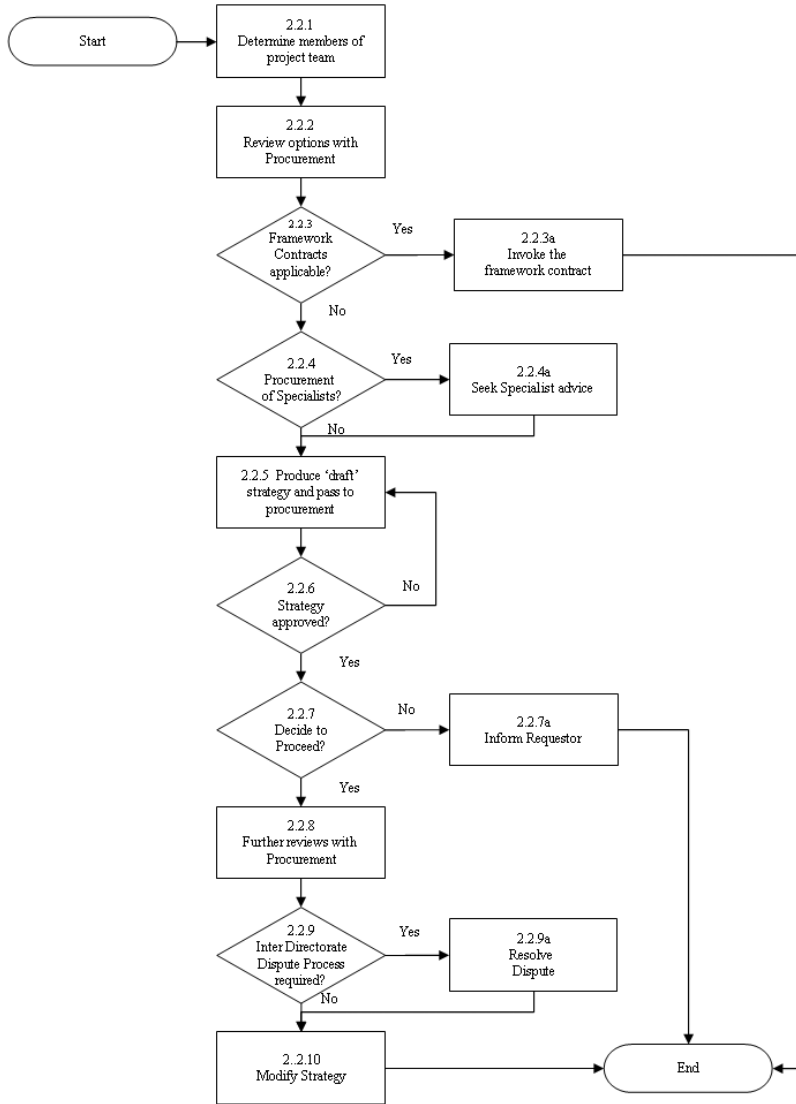 Start
2.2.1
Determine members of
project team
2.2.2
Review options with
Procurement
2.2.3
Framework
Contracts
applicable?
Yes
2.2.3a
Invoke the
framework contract
No
2.2.4
Procurement
of Specialists?
Yes
2.2.4a
Seek Specialist advice
No
2.2.5 Produce ‘draft’
strategy and pass to
procurement
2.2.6
Strategy
approved?
No
Yes
2.2.7
Decide to
Proceed?
No
2.2.7a
Inform Requestor
Yes
2.2.8
Further reviews with
Procurement
2.2.9
Inter Directorate
Dispute Process
required?
Yes
2.2.9a
Resolve
Dispute
No
2..2.10
Modify Strategy
End